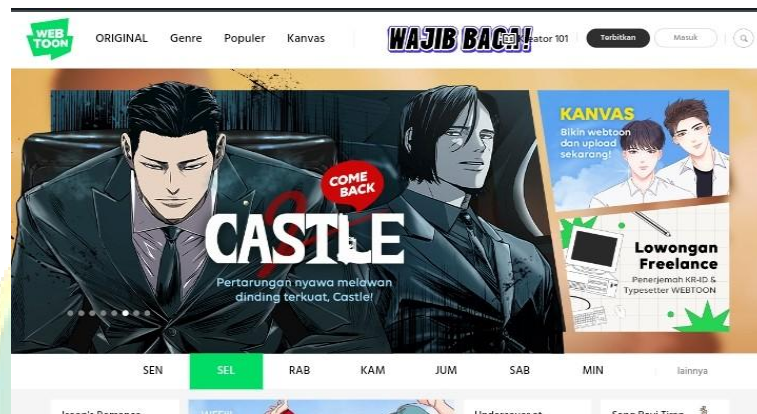 WEB
TOON
ORIGINAL
Genre
Populer
Kanvas
WAJIB BACA!
Kreator 101
Terbitkan
Masuk
COME
BACK
CASTLE
2
Pertarungan nyawa melawan
dinding terkuat, Castle!
KANVAS
Bikin webtoon
dan upload
sekarang!
Lowongan
Freelance
Penerjemah KR-ID &
Typesetter WEBTOON
SEN
SEL
RAB
KAM
JUM
SAB
MIN
lainnya